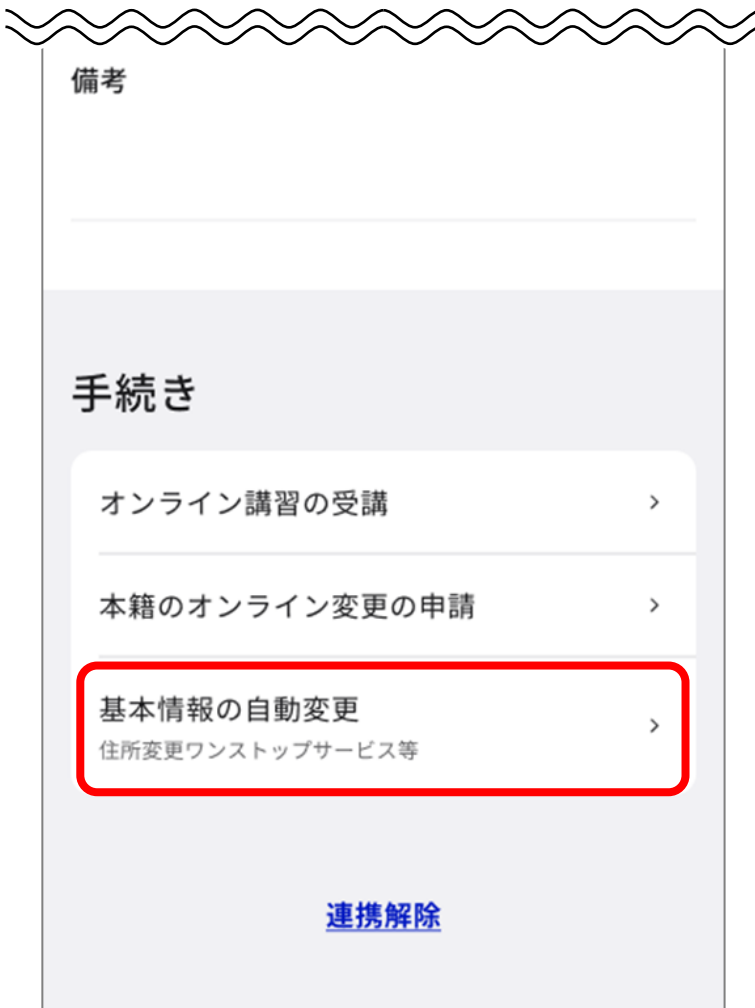 備考
手続き
オンライン講習の受講
本籍のオンライン変更の申請
基本情報の自動変更
住所変更ワンストップサービス等
連携解除